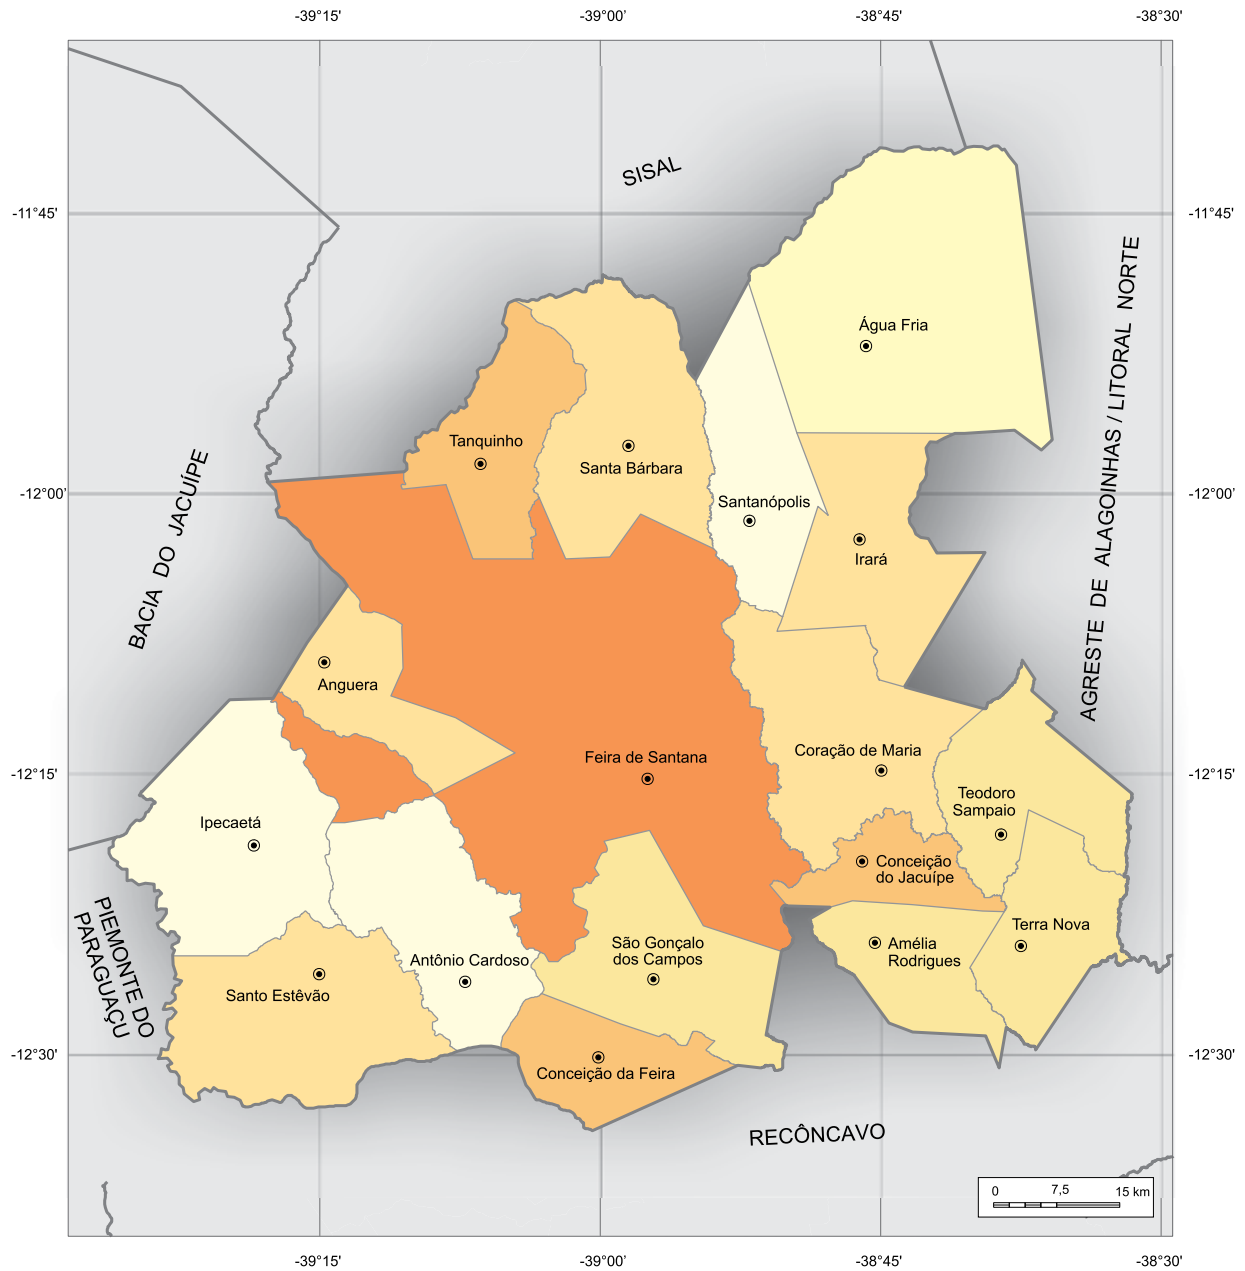 -39°15' -39°00' -38°45' -38°30'
SISAL
-11°45' -11°45'
AGRESTE DE ALAGOINHAS / LITORAL NORTE
Água Fria
Tanquinho
Santa Bárbara
BACIA DO JACUÍPE
-12°00' -12°00'
Santanópolis
Irará
Anguera
Coração de Maria
Feira de Santana
-12°15' -12°15'
Teodoro
Sampaio
Ipecaetá
Conceição
do Jacuípe
PIEMONTE DO
PARAGUAÇU
Terra Nova
Amélia
Rodrigues
São Gonçalo
dos Campos
Antônio Cardoso
Santo Estêvão
-12°30' -12°30'
Conceição da Feira
RECÔNCAVO
0 7,5 15 km
-39°15' -39°00' -38°45' -38°30'